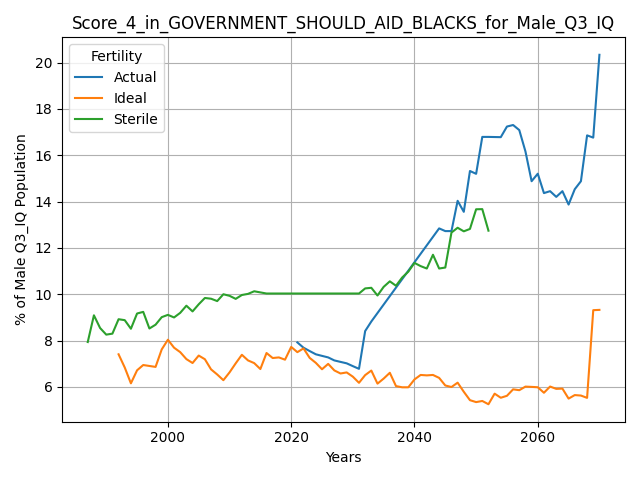 Score_4_in_GOVERNMENT_SHOULD_AID_BLACKS_for_Male_Q3_IQ
Fertility
Actual
Ideal
Sterile
% of Male Q3_IQ Population
20
18
16
14
12
10
8
6
2000
2020
2040
2060
Years